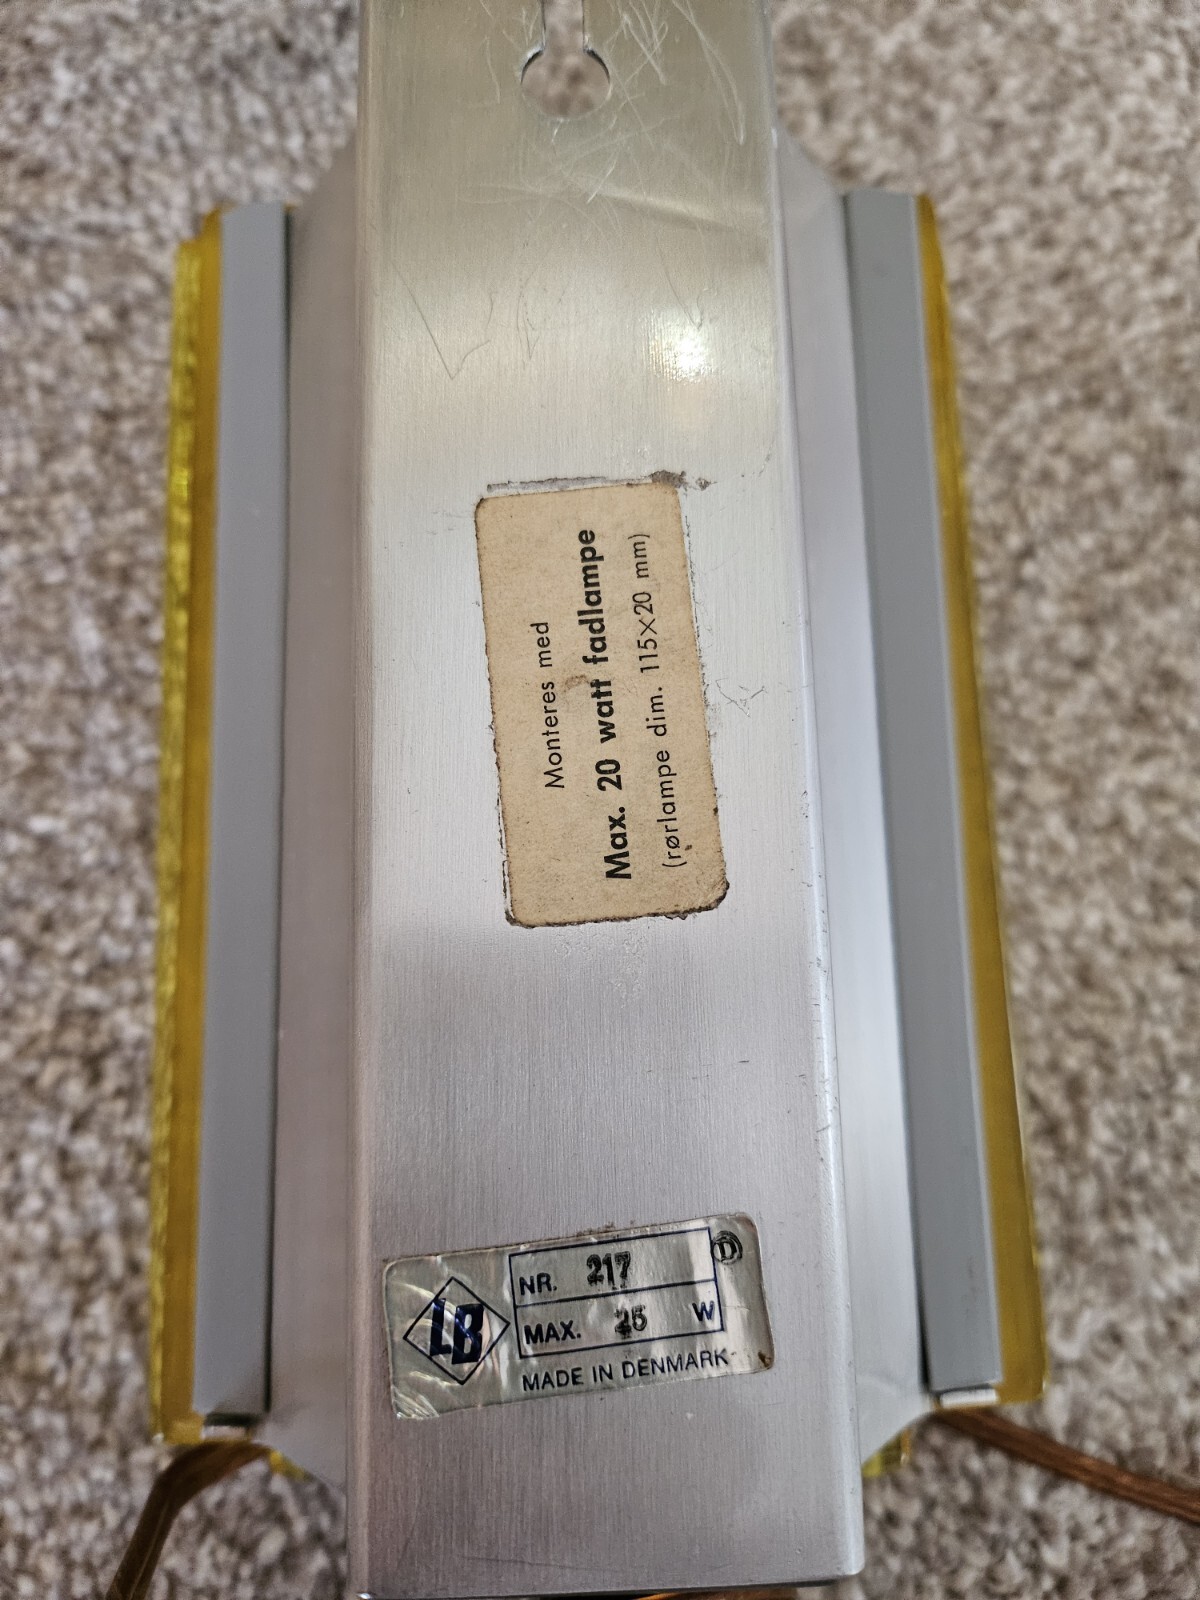 Monteres med
Max. 20 watt fadlampe
(rørlampe dim. 115×20 mm)
LB
NR. 217
D
MAX. 25 W
MADE IN DENMARK